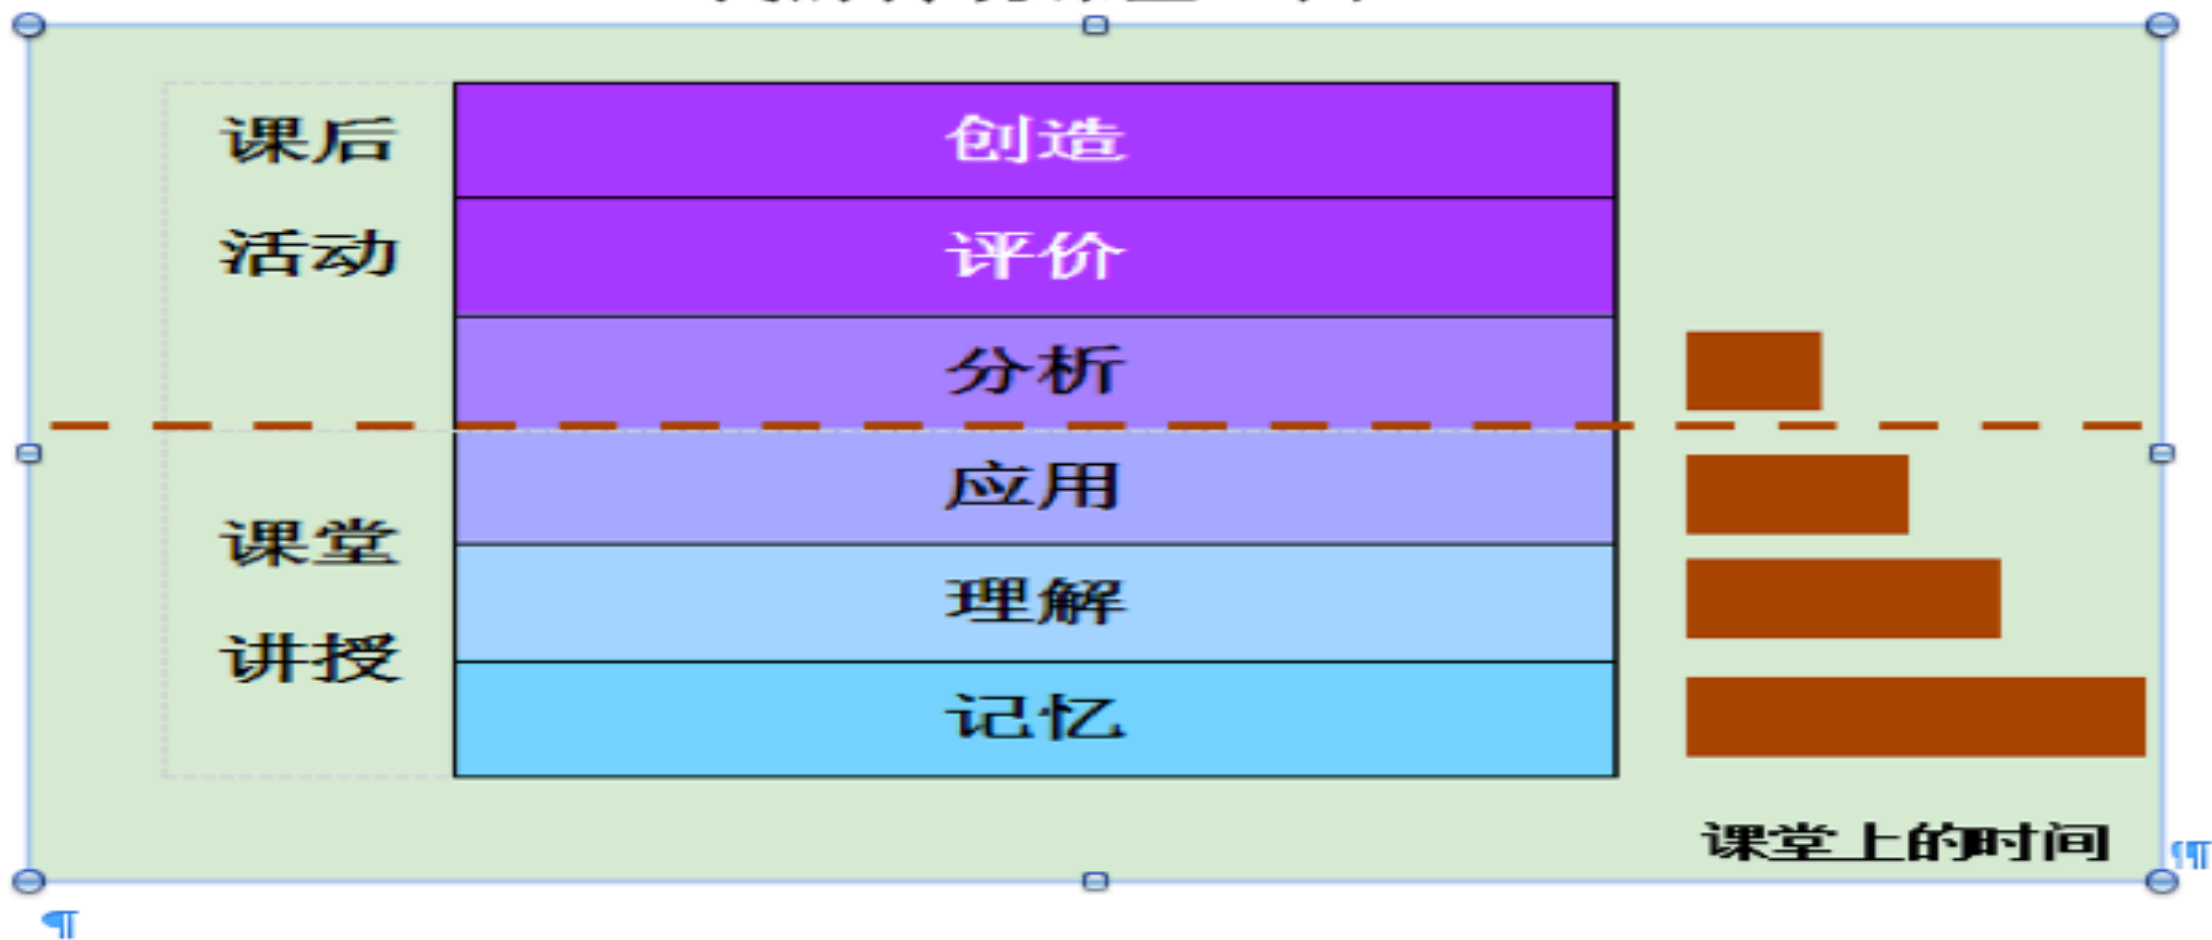 课后
活动
创造
评价
分析
应用
理解
记忆
课堂
讲授
课堂上的时间